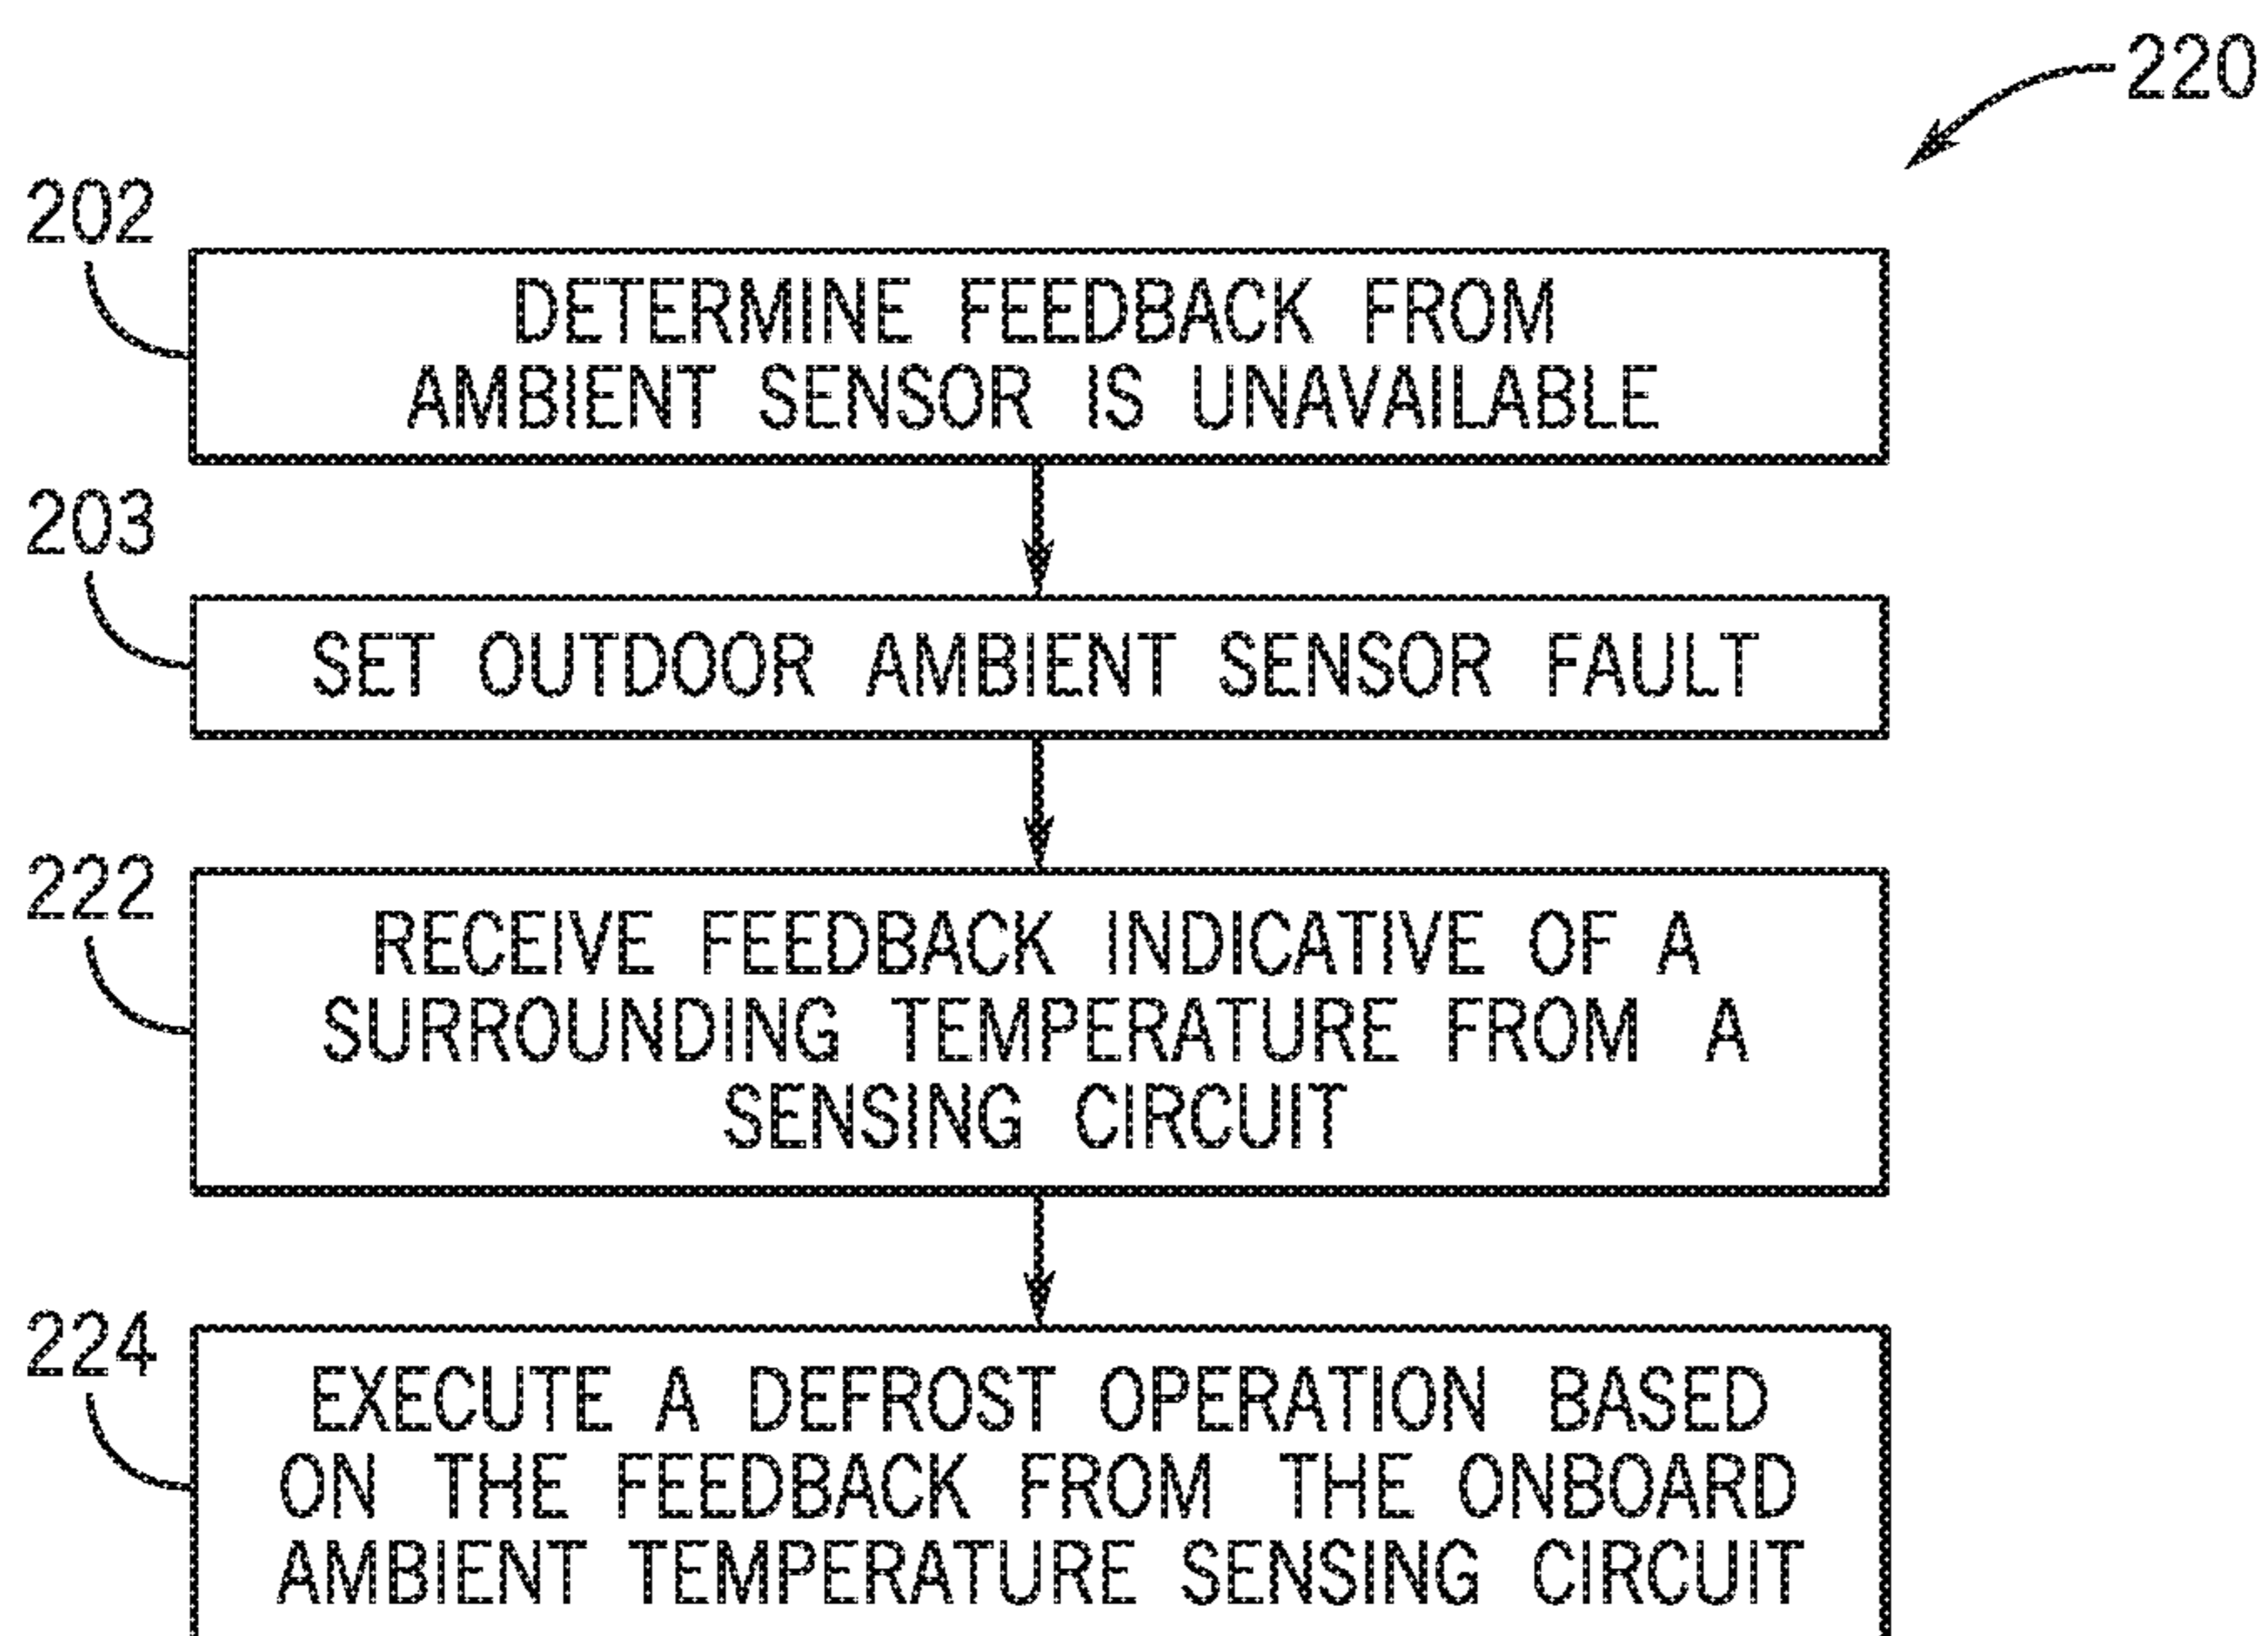 220
202
DETERMINE FEEDBACK FROM
AMBIENT SENSOR IS UNAVAILABLE
203
SET OUTDOOR AMBIENT SENSOR FAULT
222
RECEIVE FEEDBACK INDICATIVE OF A
SURROUNDING TEMPERATURE FROM A
SENSING CIRCUIT
224
EXECUTE A DEFROST OPERATION BASED
ON THE FEEDBACK FROM THE ONBOARD
AMBIENT TEMPERATURE SENSING CIRCUIT